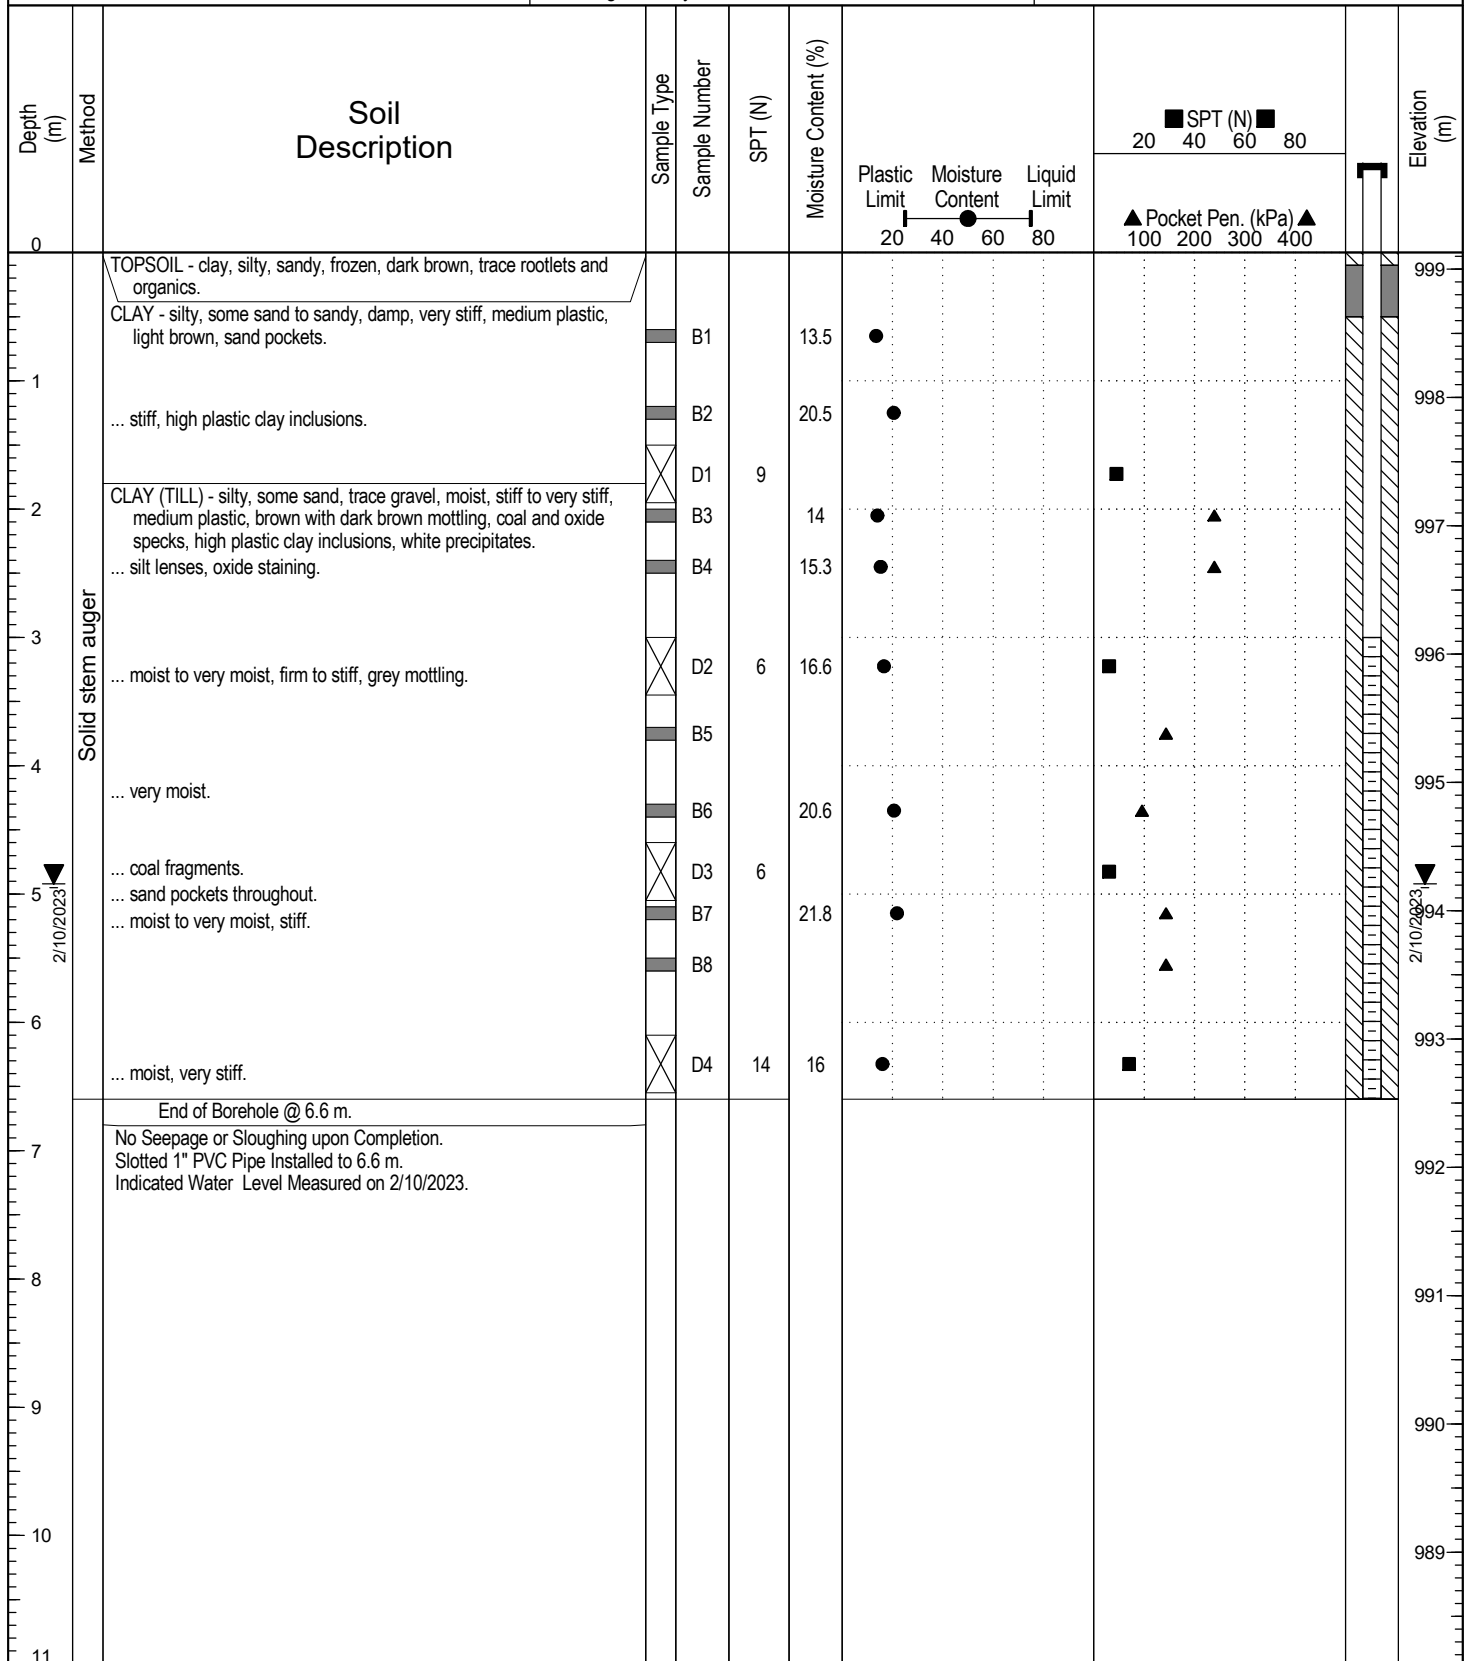 Depth
(m)
Method
Soil
Description
Sample Type
Sample Number
SPT (N)
Moisture Content (%)
Plastic Moisture Liquid
Limit Content Limit
20 40 60 80
SPT (N)
20 40 60 80
Pocket Pen. (kPa)
100 200 300 400
Elevation
(m)
0
Solid stem auger
TOPSOIL - clay, silty, sandy, frozen, dark brown, trace rootlets and
organics.
999
CLAY - silty, some sand to sandy, damp, very stiff, medium plastic,
light brown, sand pockets.
B1 13.5
1
998
... stiff, high plastic clay inclusions.
B2 20.5
D1 9
CLAY (TILL) - silty, some sand, trace gravel, moist, stiff to very stiff,
2
medium plastic, brown with dark brown mottling, coal and oxide
B3 14
997
specks, high plastic clay inclusions, white precipitates.
... silt lenses, oxide staining.
B4 15.3
3
996
... moist to very moist, firm to stiff, grey mottling.
D2 6 16.6
B5
4
995
... very moist.
B6 20.6
... coal fragments.
D3 6
5
... sand pockets throughout.
2/10/2023
2/10/2023
994
... moist to very moist, stiff.
B7 21.8
B8
6
993
... moist, very stiff.
D4 14 16
End of Borehole @ 6.6 m.
No Seepage or Sloughing upon Completion.
7
Slotted 1" PVC Pipe Installed to 6.6 m.
992
Indicated Water Level Measured on 2/10/2023.
8
991
9
990
10
989
11